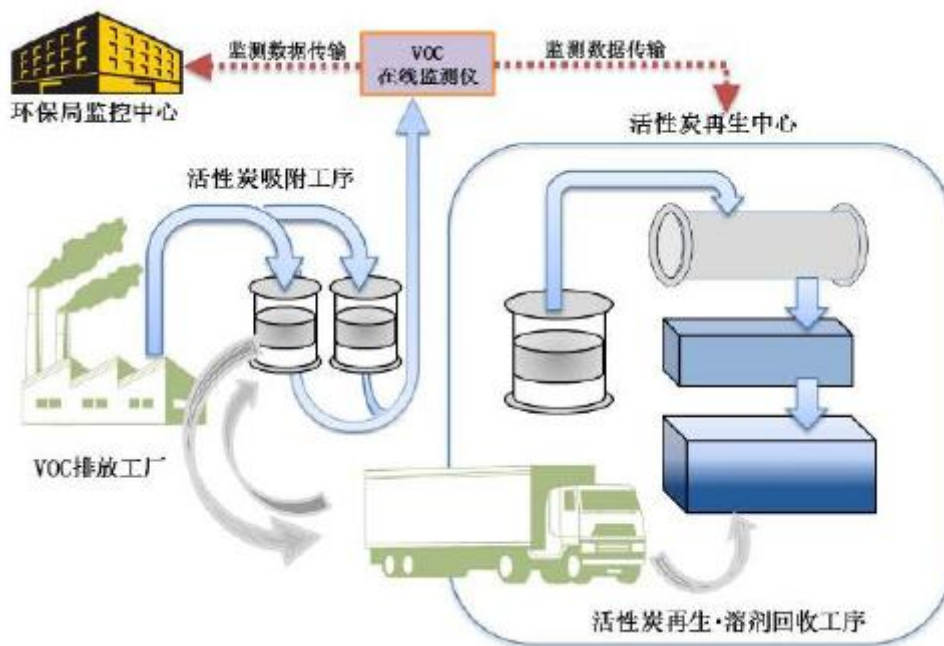 监测数据传输
VOC
在线监测仪
监测数据传输
环保局监控中心
活性炭再生中心
活性炭吸附工序
VOC排放工厂
活性炭再生·溶剂回收工序